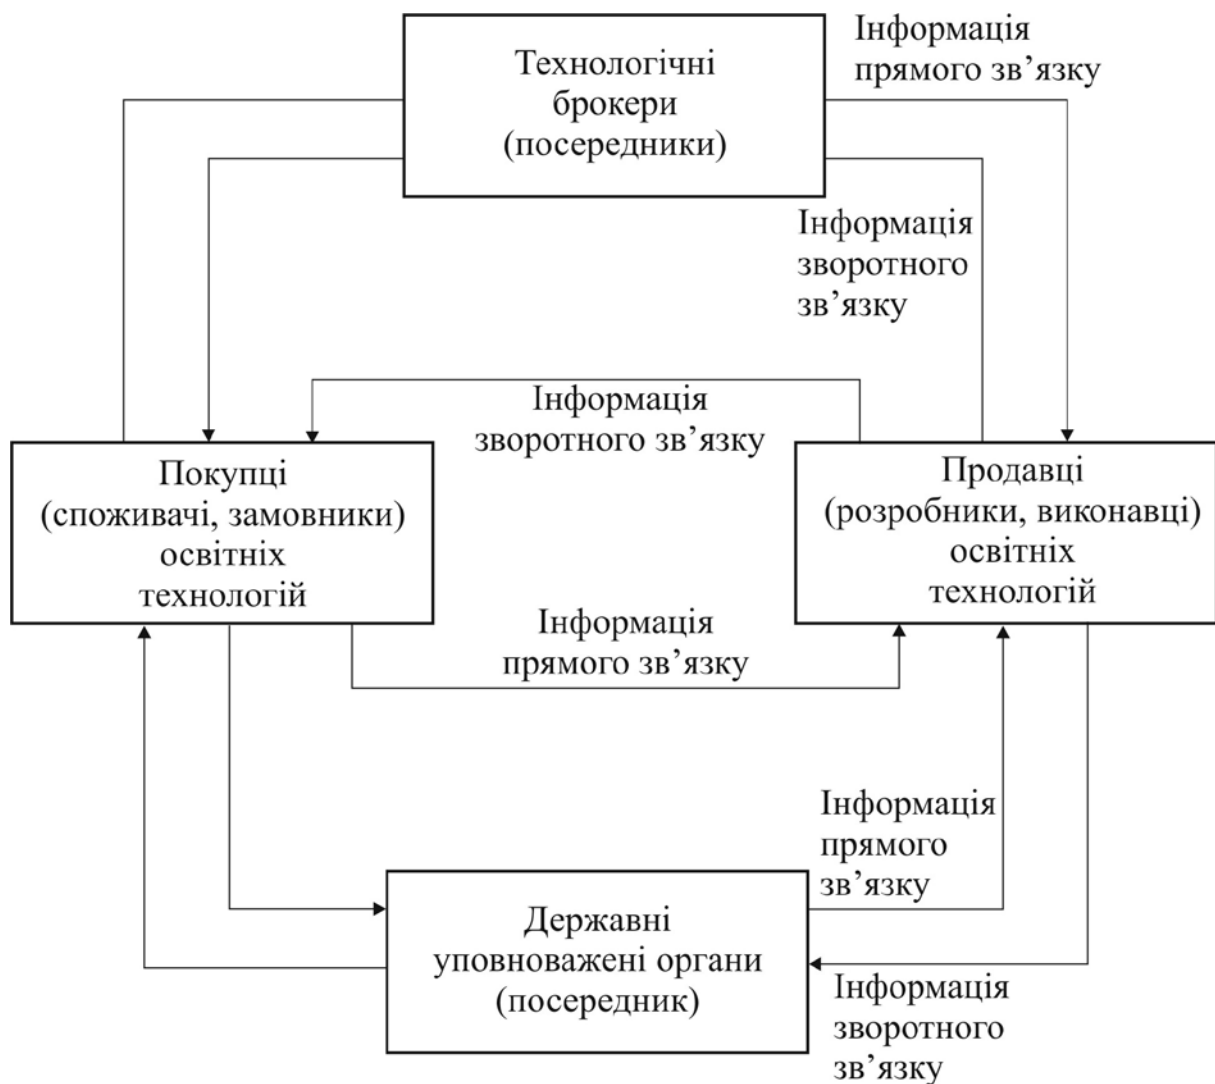 Технологічні
брокери
(посередники)
Інформація
прямого зв’язку
Інформація
зворотного
зв’язку
Інформація
зворотного зв’язку
Покупці
(споживачі, замовники)
освітніх
технологій
Продавці
(розробники, виконавці)
освітніх
технологій
Інформація
прямого зв’язку
Інформація
прямого
зв’язку
Державні
уповноважені органи
(посередник)
Інформація
зворотного
зв’язку